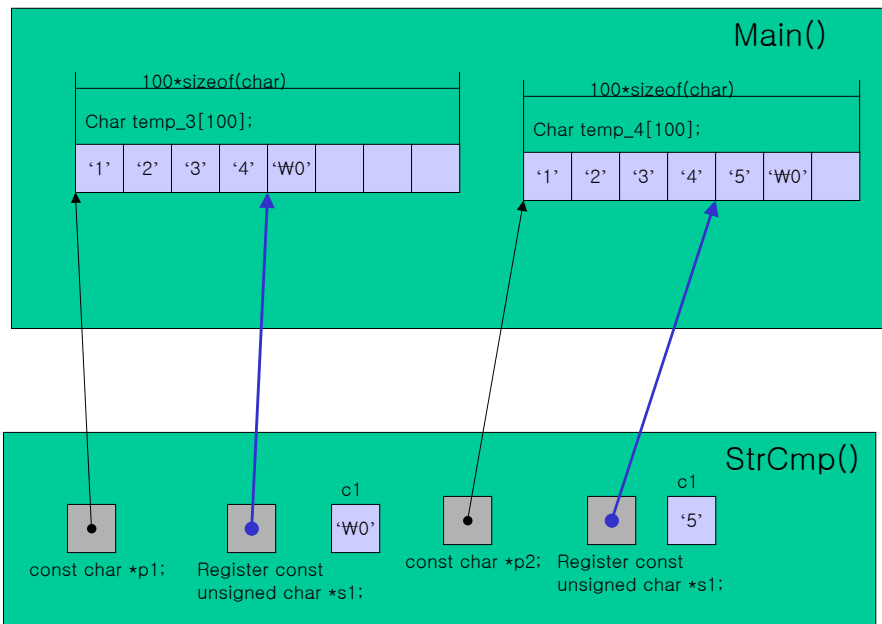 Main()
100*sizeof(char)
Char temp_3[100];
‘1’ ‘2’ ‘3’ ‘4’ ‘₩0’
100*sizeof(char)
Char temp_4[100];
‘1’ ‘2’ ‘3’ ‘4’ ‘5’ ‘₩0’
StrCmp()
const char *p1;
Register const
unsigned char *s1;
c1
‘₩0’
const char *p2;
Register const
unsigned char *s1;
c1
‘5’